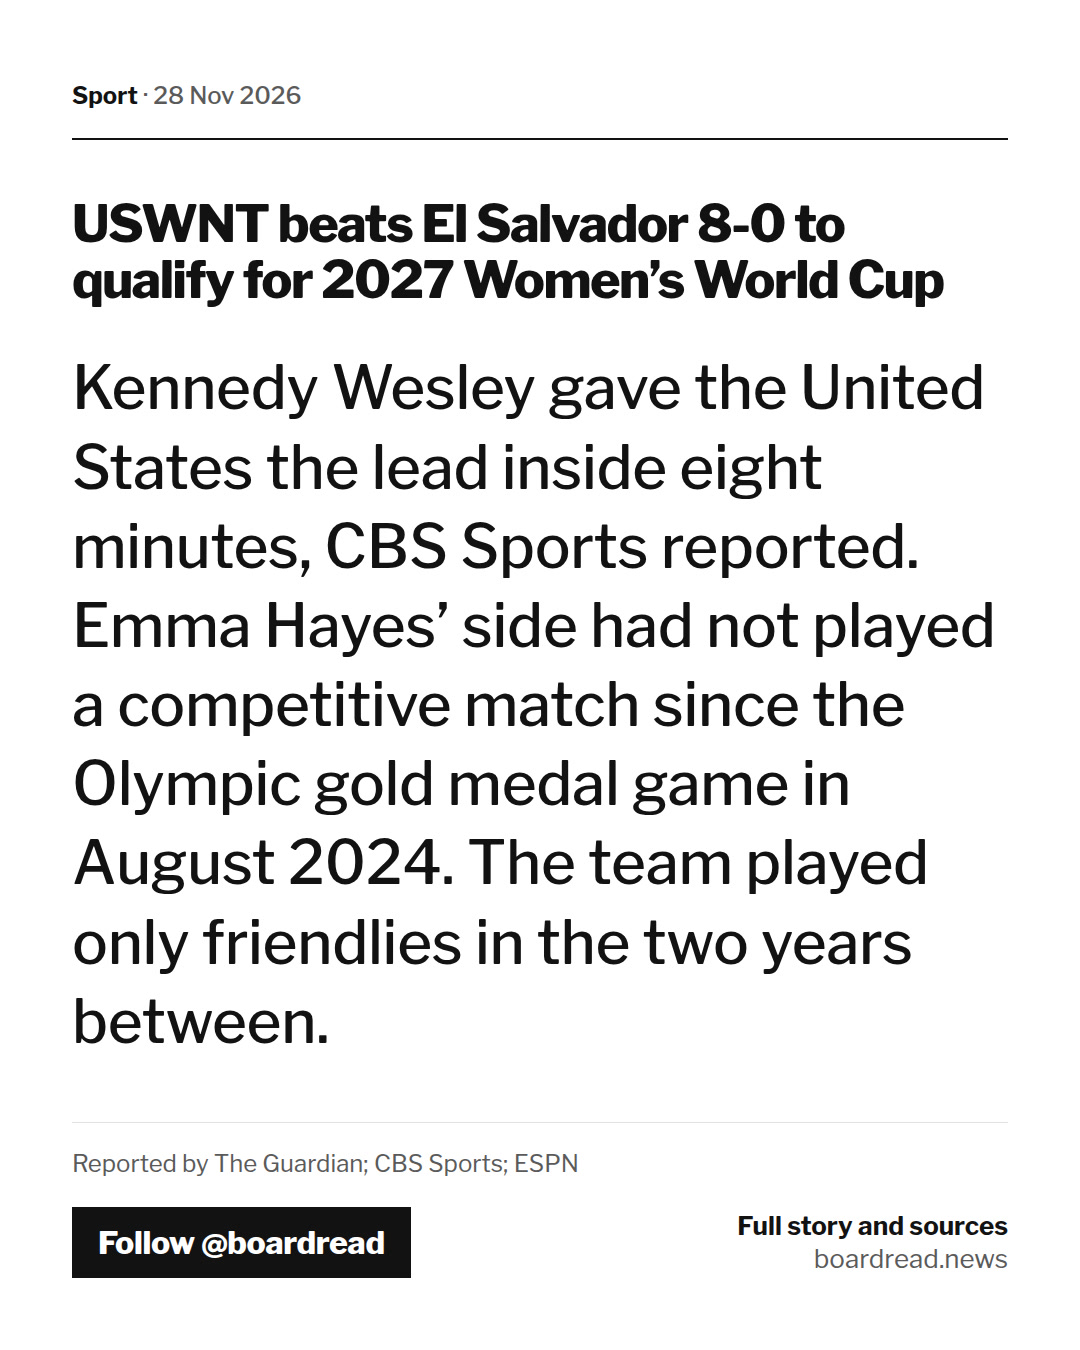 Sport · 28 Nov 2026
USWNT beats El Salvador 8-0 to
qualify for 2027 Women’s World Cup
Kennedy Wesley gave the United
States the lead inside eight
minutes, CBS Sports reported.
Emma Hayes’ side had not played
a competitive match since the
Olympic gold medal game in
August 2024. The team played
only friendlies in the two years
between.
Reported by The Guardian; CBS Sports; ESPN
Follow @boardread
Full story and sources
boardread.news